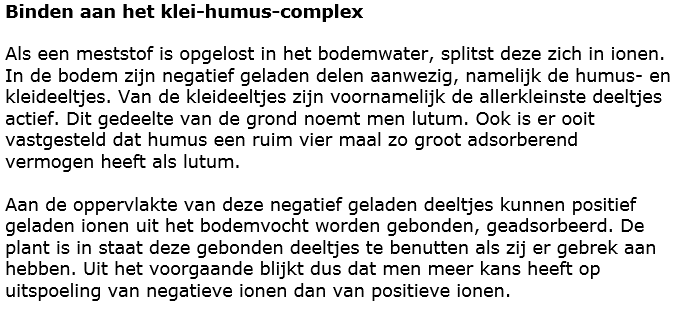 Binden aan het klei-humus-complex
Als een meststof is opgelost in het bodemwater, splitst deze zich in ionen.
In de bodem zijn negatief geladen delen aanwezig, namelijk de humus- en
kleideeltjes. Van de kleideeltjes zijn voornamelijk de allerkleinste deeltjes
actief. Dit gedeelte van de grond noemt men lutum. Ook is er ooit
vastgesteld dat humus een ruim vier maal zo groot adsorberend
vermogen heeft als lutum.
Aan de oppervlakte van deze negatief geladen deeltjes kunnen positief
geladen ionen uit het bodemvocht worden gebonden, geadsorbeerd. De
plant is in staat deze gebonden deeltjes te benutten als zij er gebrek aan
hebben. Uit het voorgaande blijkt dus dat men meer kans heeft op
uitspoeling van negatieve ionen dan van positieve ionen.